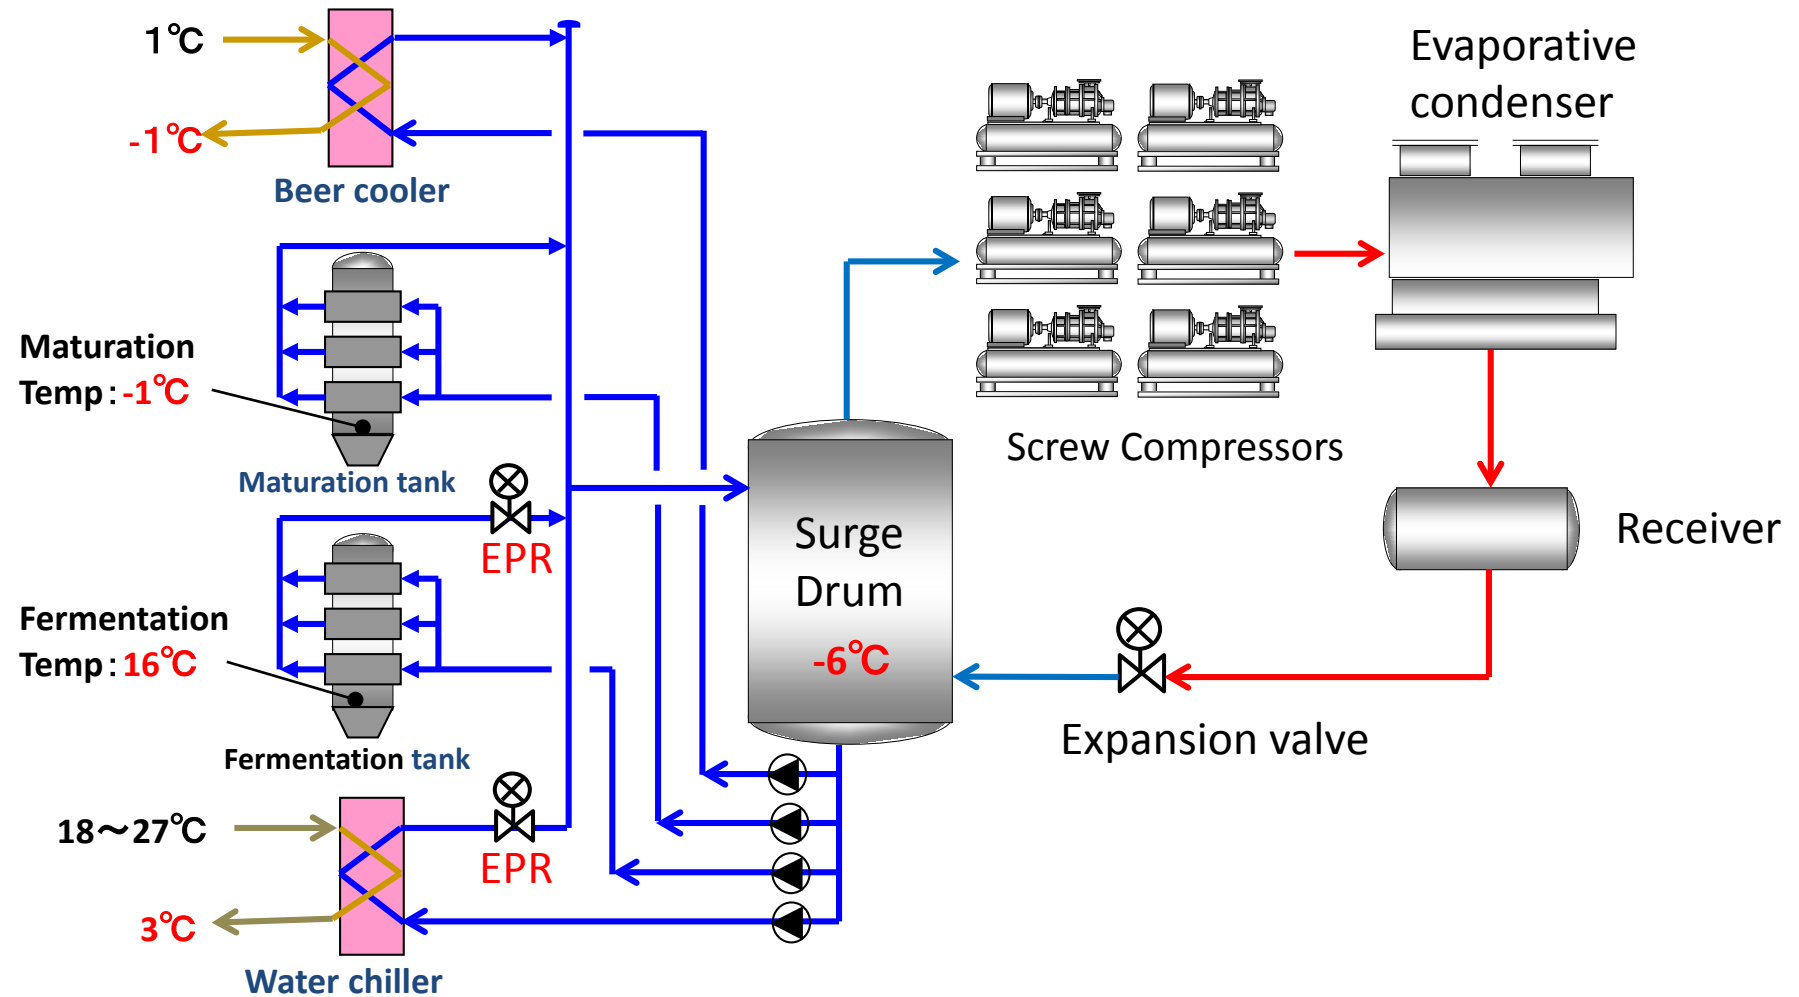 1℃
-1℃
Beer cooler
Maturation
Temp：-1℃
Maturation tank
EPR
Fermentation
Temp：16℃
Fermentation tank
18～27℃
EPR
3℃
Water chiller
Surge
Drum
-6℃
Screw Compressors
Evaporative
condenser
Receiver
Expansion valve